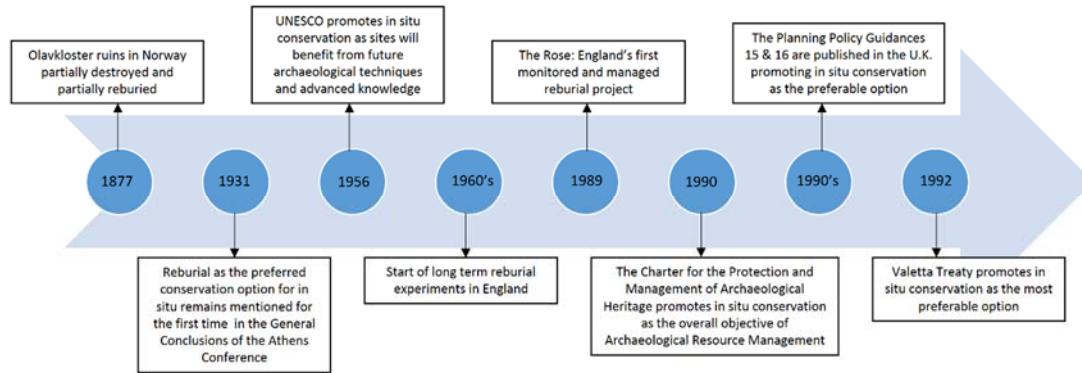 Olavkloster ruins in Norway
partially destroyed and
partially reburied
UNESCO promotes in situ
conservation as sites will
benefit from future
archaeological techniques
and advanced knowledge
The Rose: England's first
monitored and managed
reburial project
The Planning Policy Guidances
15 & 16 are published in the U.K.
promoting in situ conservation
as the preferable option
1877
1931
1956
1960's
1989
1990
1990's
1992
Reburial as the preferred
conservation option for in
situ remains mentioned for
the first time in the General
Conclusions of the Athens
Conference
Start of long term reburial
experiments in England
The Charter for the Protection and
Management of Archaeological
Heritage promotes in situ conservation
as the overall objective of
Archaeological Resource Management
Valetta Treaty promotes in
situ conservation as the most
preferable option